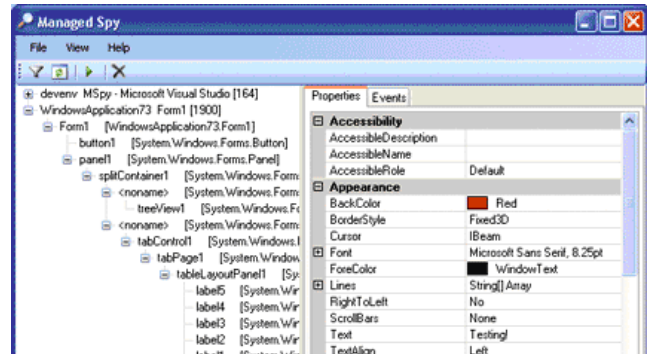 Managed Spy
File View Help
devenv MSpy - Microsoft Visual Studio [164]
WindowsApplication73 Form1 [1900]
Form1 [WindowsApplication73.Form1]
button1 [System.Windows.Forms.Button]
panel1 [System.Windows.Forms.Panel]
splitContainer1 [System.Windows.Form
<noname> [System.Windows.Form:
treeView1 [System.Windows.Fo
<noname> [System.Windows.Form:
tabControl1 [System.Windows.
tabPage1 [System.Window
tableLayoutPanel1 [Sy
label5 [System.Wir
label4 [System.Wir
label3 [System.Wir
label2 [System.Wir
Properties Events
Accessibility
AccessibleDescription
AccessibleName
AccessibleRole Default
Appearance
BackColor Red
BorderStyle Fixed3D
Cursor IBeam
Font Microsoft Sans Serif, 8.25pt
ForeColor WindowText
Lines String[] Array
RightToLeft No
ScrollBars None
Text Testing!
TextAlign Left